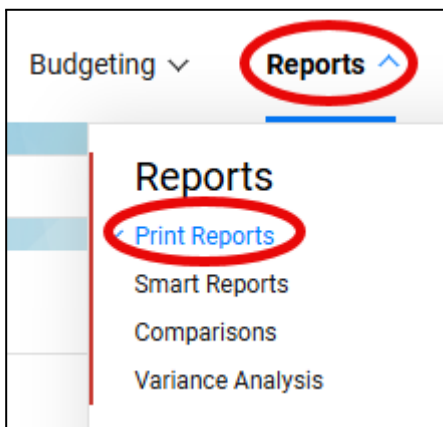 Budgeting Reports
Reports
Print Reports
Smart Reports
Comparisons
Variance Analysis